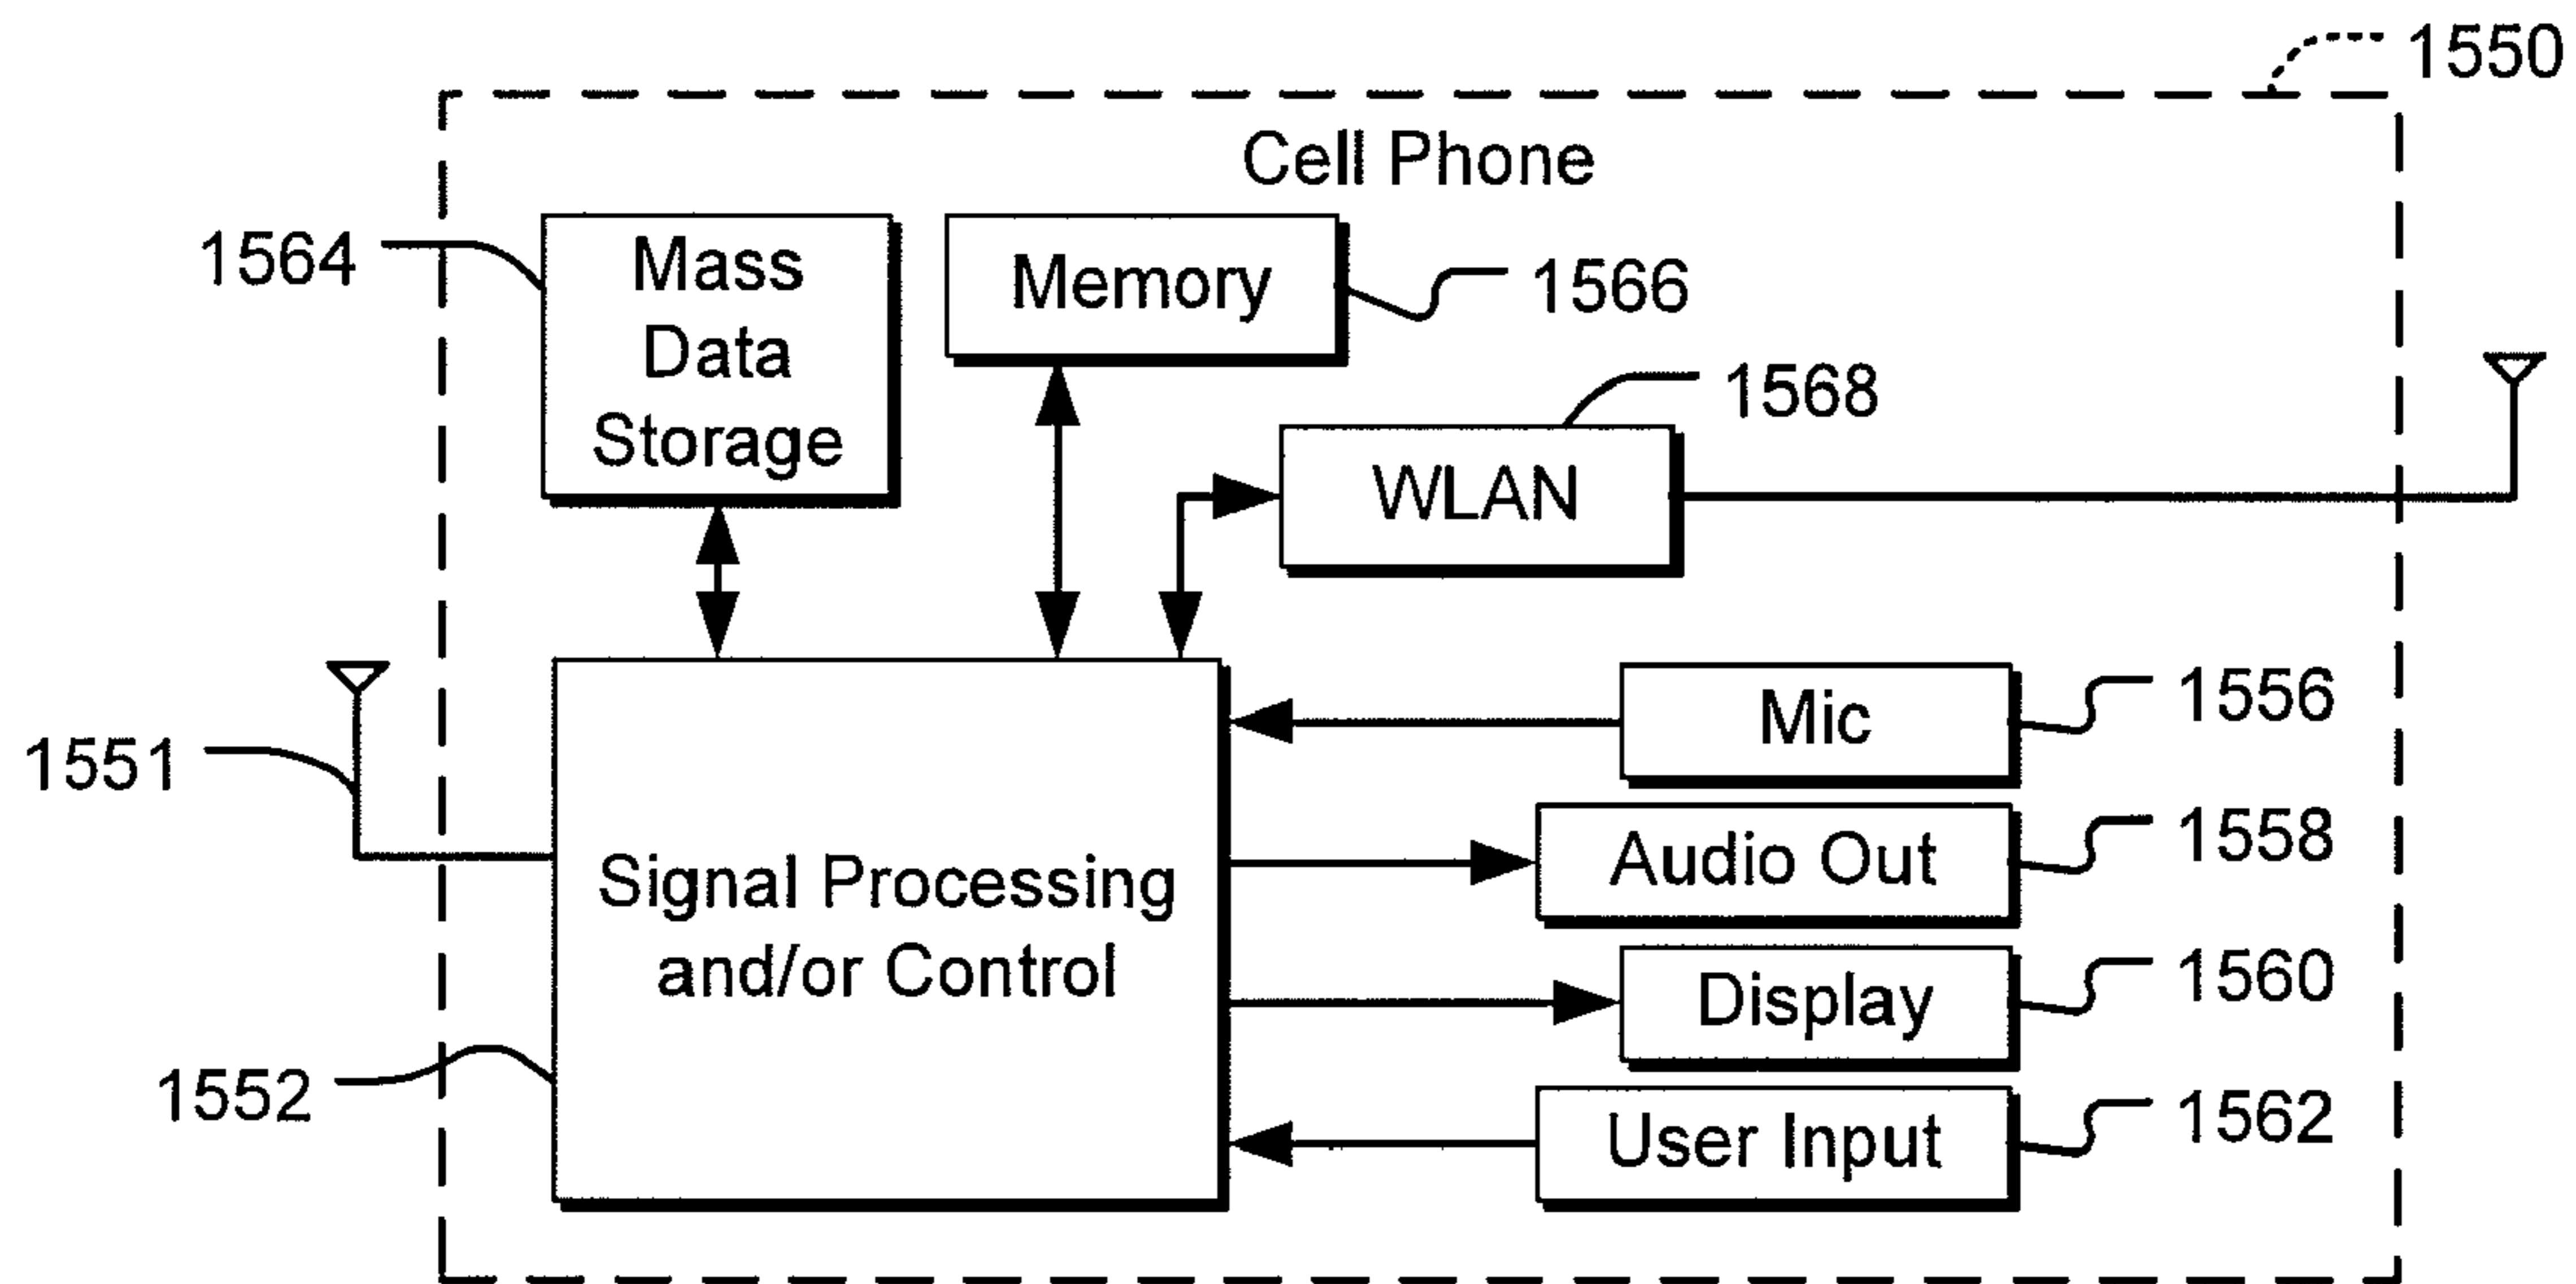 1550
Cell Phone
1564
Mass
Data
Storage
Memory
1566
1568
WLAN
1551
Mic
1556
Audio Out
1558
Signal Processing
and/or Control
Display
1560
1552
User Input
1562